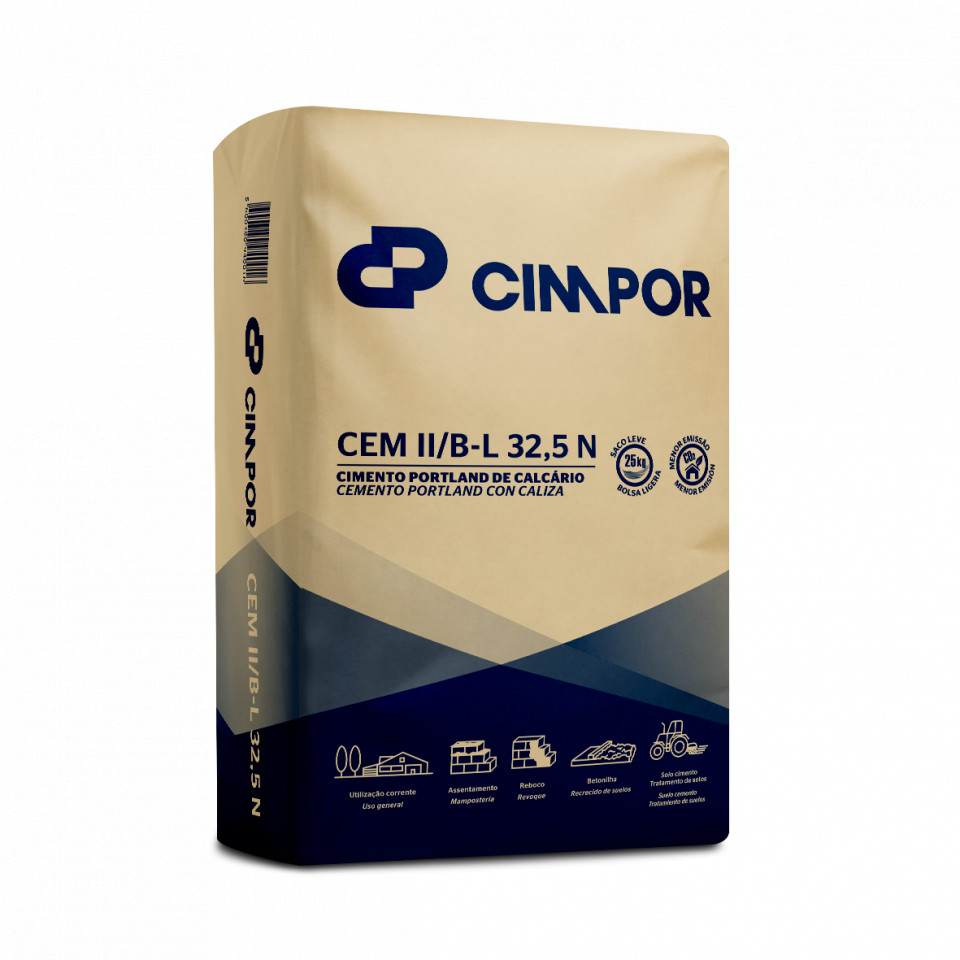 CIMPOR
CEM II/B-L 32,5 N
CIMENTO PORTLAND DE CALCÁRIO
CEMENTO PORTLAND CON CALIZA
SACO LEVE
25kg
BOLSA LIGERA
MENOR EMISSÃO
CO2
MENOR EMISIÓN
Utilização corrente
Uso general
Assentamento
Mampostería
Reboco
Revoque
Betonilha
Recrecido de suelos
Solo cimento
Tratamento de solos
Suelo cemento
Tratamiento de suelos
CIMPOR
CEM II/B-L 32,5 N